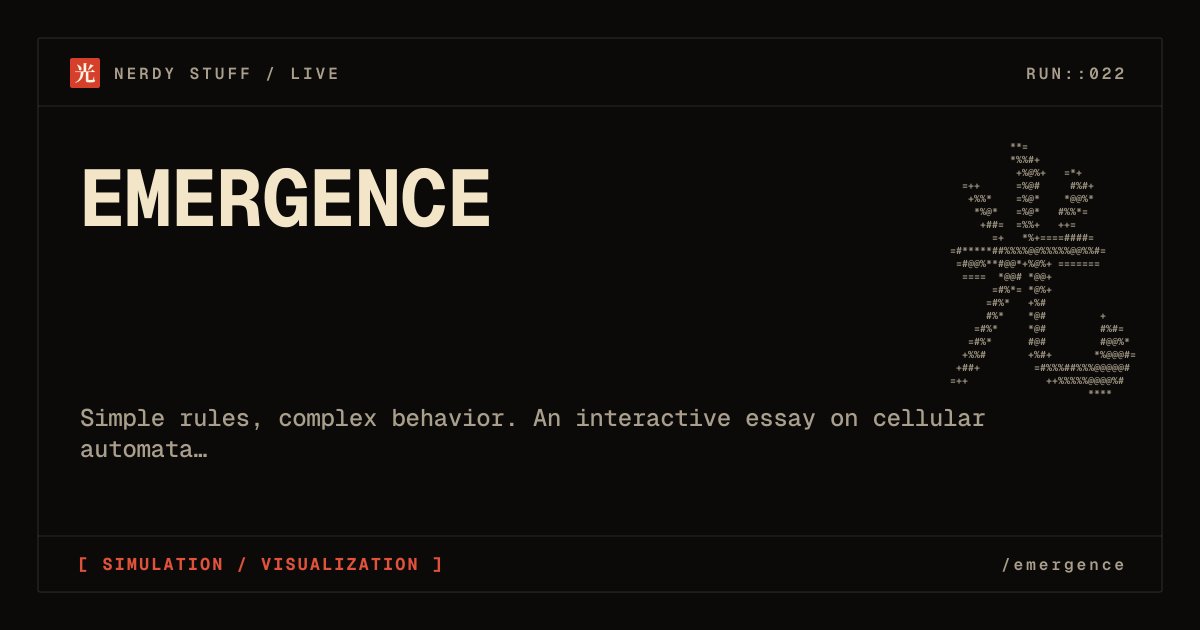 光 NERDY STUFF / LIVE
RUN::022
EMERGENCE
Simple rules, complex behavior. An interactive essay on cellular
automata…
[ SIMULATION / VISUALIZATION ]
/emergence